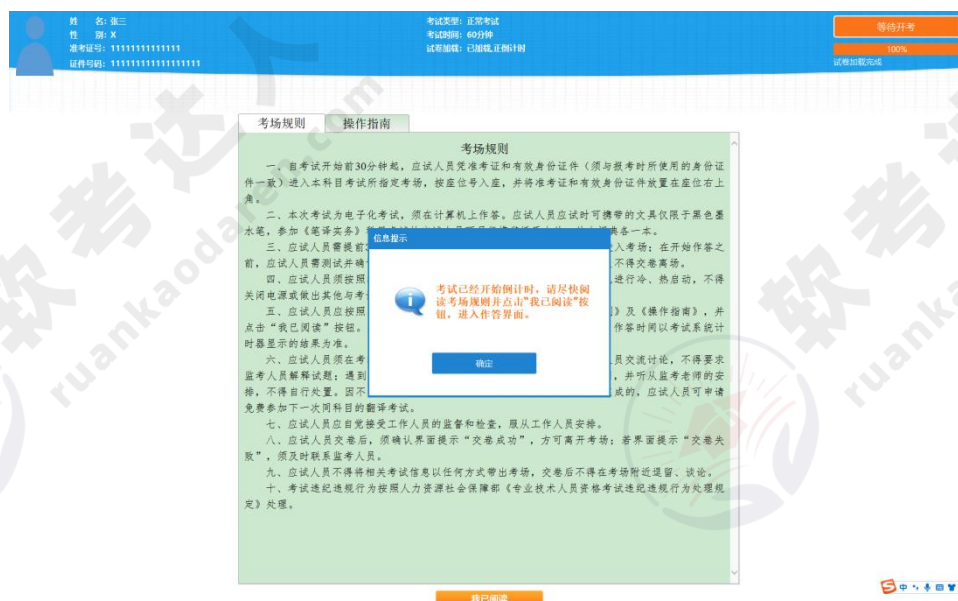 姓 名：张三
性 别：X
准考证号：11111111111111
证件号码：111111111111111111
考试类型：正常考试
考试时间：60分钟
试卷加载：已加载,正倒计时
等待开考
100%
试卷加载完成
考场规则 操作指南
考场规则
一、自考试开始前30分钟起，应试人员凭准考证和有效身份证件（须与报考时所使用的身份证
件一致）进入本科目考试所指定考场，按座位号入座，并将准考证和有效身份证件放置在座位右上
角。
二、本次考试为电子化考试，须在计算机上作答。应试人员应试时可携带的文具仅限于黑色墨
水笔，参加《笔译实务》
典各一本。
三、应试人员需提前
入考场；在开始作答之
前，应试人员需测试并确
不得交卷离场。
四、应试人员须按照
进行冷、热启动，不得
关闭电源或做出其他与考
五、应试人员应按照
》及《操作指南》，并
点击“我已阅读”按钮。
作答时间以考试系统计
时器显示的结果为准。
六、应试人员须在考
员交流讨论，不得要求
监考人员解释试题；遇到
，并听从监考老师的安
排，不得自行处置。因不
成的，应试人员可申请
免费参加下一次同科目的翻译考试。
七、应试人员应自觉接受工作人员的监督和检查，服从工作人员安排。
八、应试人员交卷后，须确认界面提示“交卷成功”，方可离开考场；若界面提示“交卷失
败”，须及时联系监考人员。
九、应试人员不得将相关考试信息以任何方式带出考场，交卷后不得在考场附近逗留、谈论。
十、考试违纪违规行为按照人力资源社会保障部《专业技术人员资格考试违纪违规行为处理规
定》处理。
信息提示
考试已经开始倒计时，请尽快阅
读考场规则并点击"我已阅读"按
钮，进入作答界面。
确定
我已阅读
中
软考达人
ruankaodaren.com
软考达人
ruanka